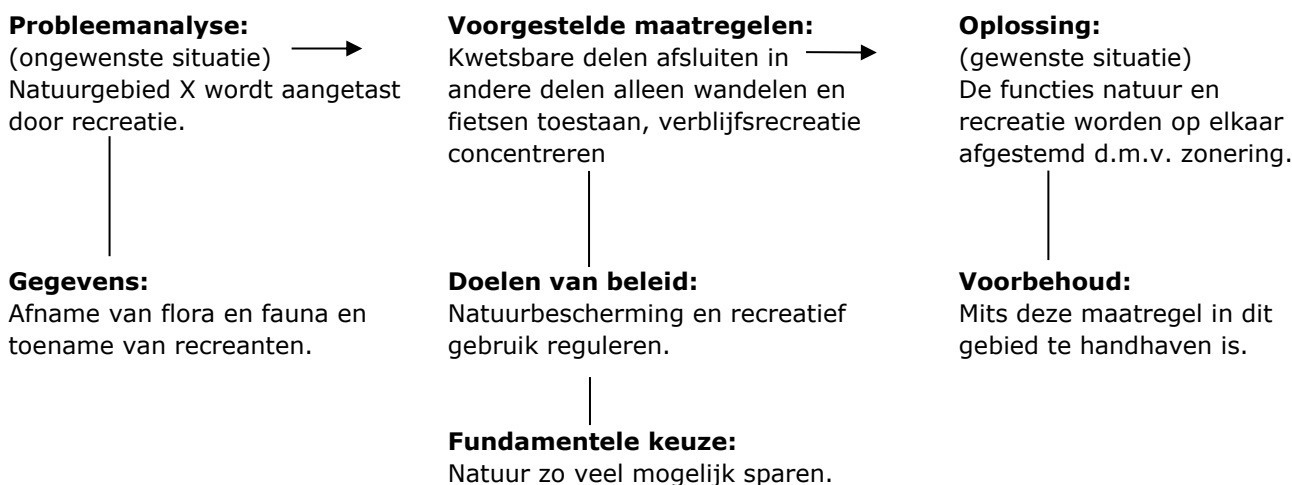 Probleemanalyse:
(ongewenste situatie)
Natuurgebied X wordt aangetast
door recreatie.
Voorgestelde maatregelen:
Kwetsbare delen afsluiten in
andere delen alleen wandelen en
fietsen toestaan, verblijfsrecreatie
concentreren
Oplossing:
(gewenste situatie)
De functies natuur en
recreatie worden op elkaar
afgestemd d.m.v. zonering.
Gegevens:
Afname van flora en fauna en
toename van recreanten.
Doelen van beleid:
Natuurbescherming en recreatief
gebruik reguleren.
Voorbehoud:
Mits deze maatregel in dit
gebied te handhaven is.
Fundamentele keuze:
Natuur zo veel mogelijk sparen.